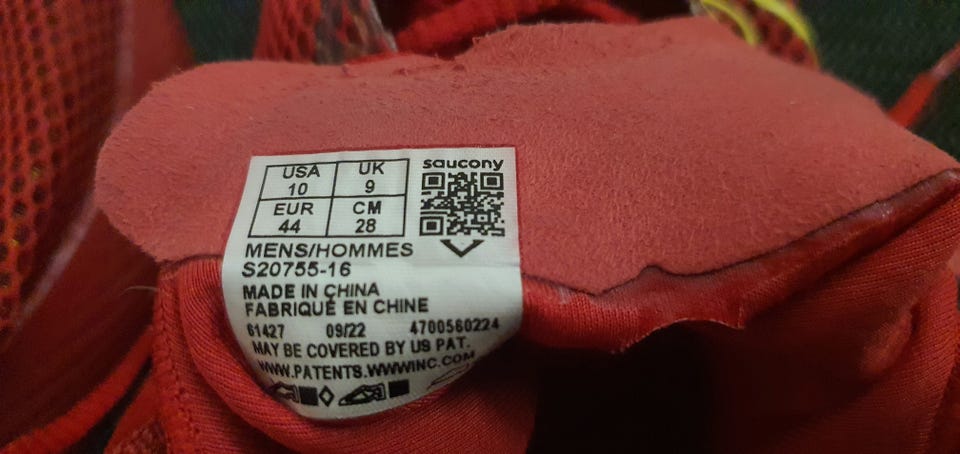 saucony
USA UK
10 9
EUR CM
44 28
MENS/HOMMES
S20755-16
MADE IN CHINA
FABRIQUÉ EN CHINE
61427 09/22 4700560224
MAY BE COVERED BY US PAT.
WWW.PATENTS.WWWINC.COM